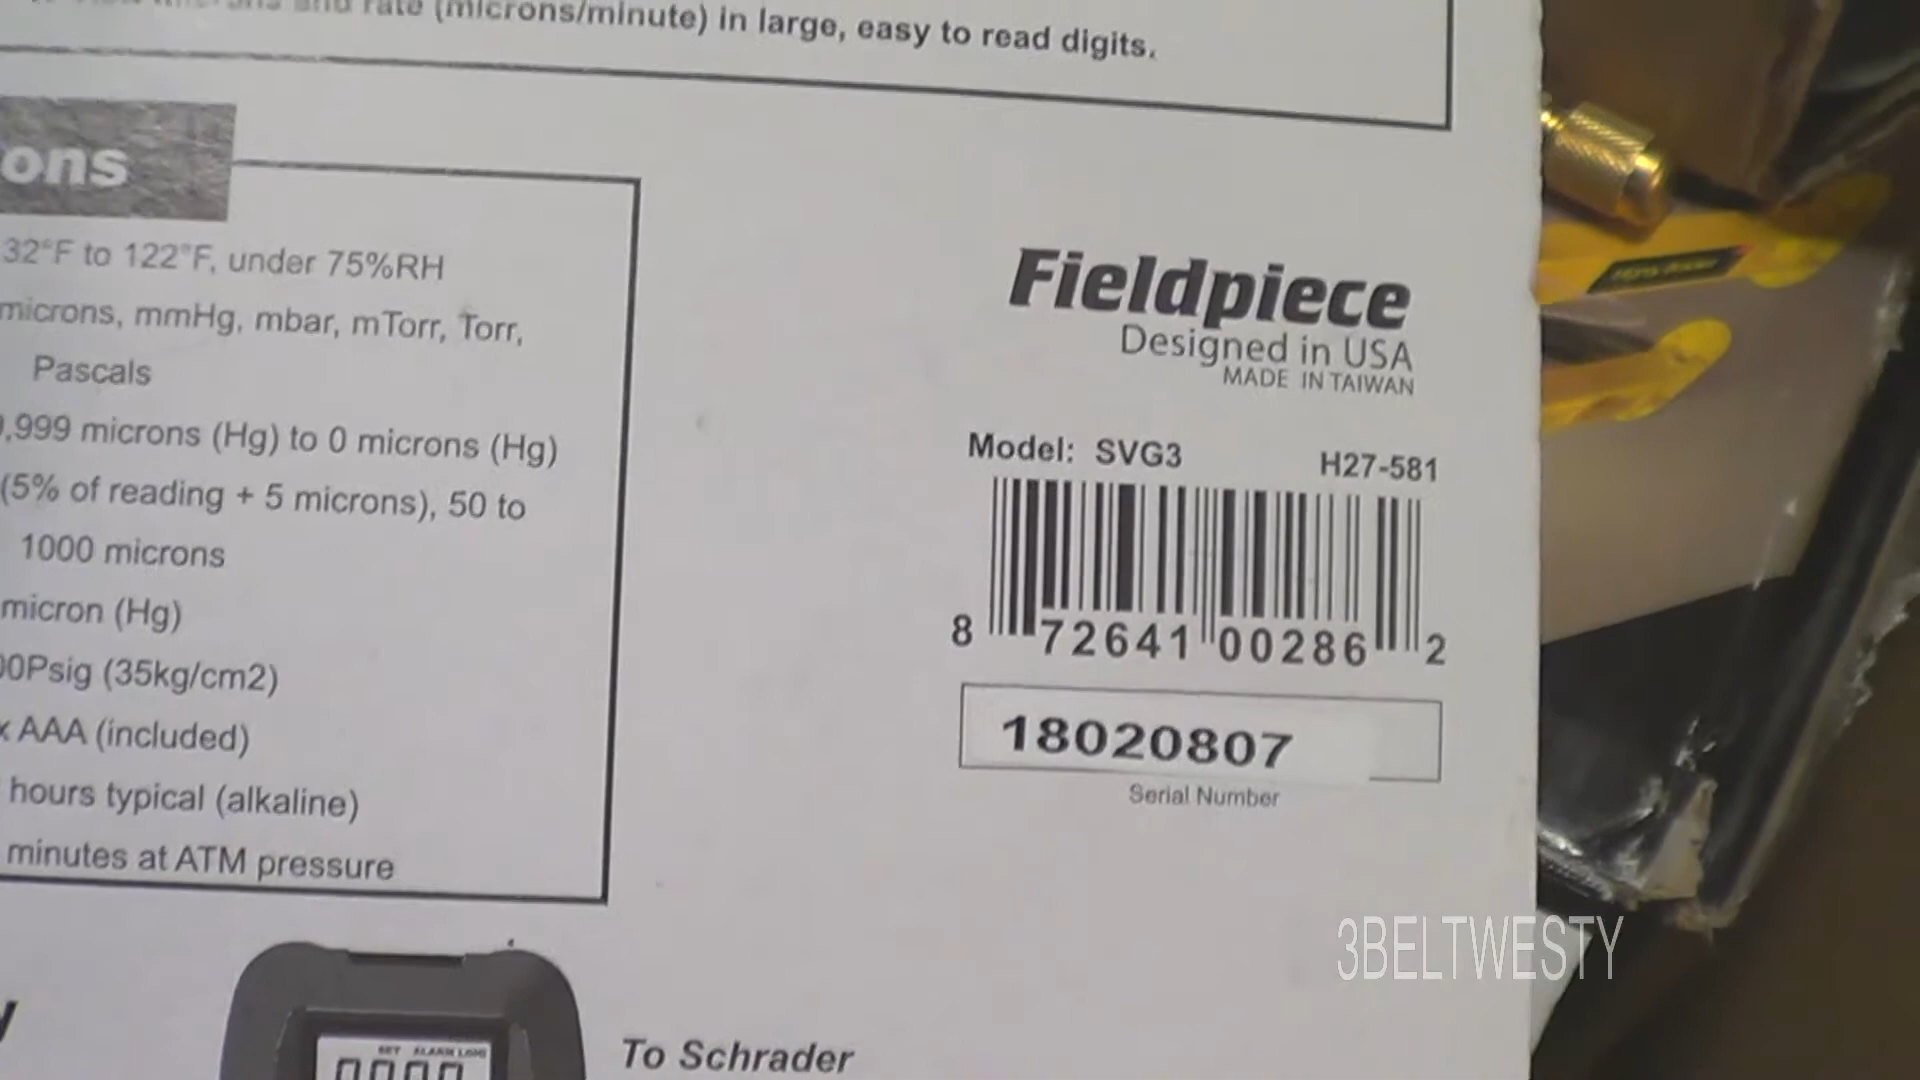 and rate (microns/minute) in large, easy to read digits.
ons
32°F to 122°F, under 75%RH
microns, mmHg, mbar, mTorr, Torr,
Pascals
,999 microns (Hg) to 0 microns (Hg)
(5% of reading + 5 microns), 50 to
1000 microns
micron (Hg)
0Psig (35kg/cm2)
x AAA (included)
hours typical (alkaline)
minutes at ATM pressure
Fieldpiece
Designed in USA
MADE IN TAIWAN
Model: SVG3 H27-581
8 72641 00286 2
18020807
Serial Number
3BELTWESTY
To Schrader